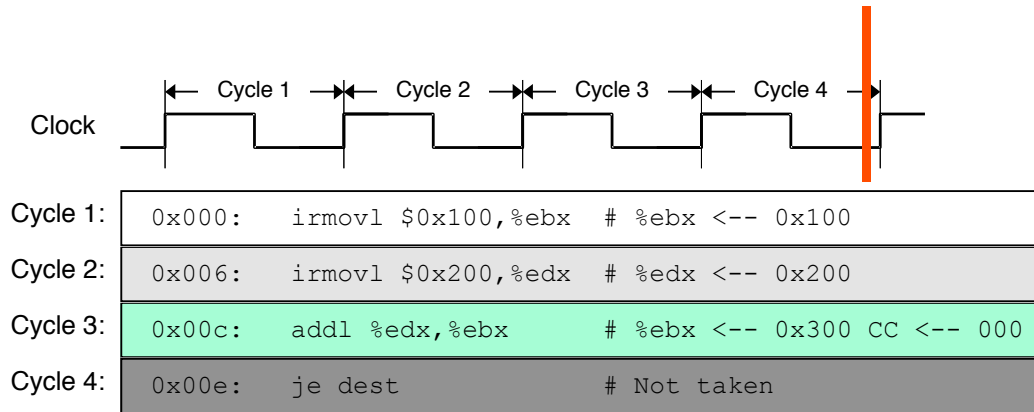 Cycle 1 Cycle 2 Cycle 3 Cycle 4
Clock
Cycle 1: 0x000: irmovl $0x100,%ebx # %ebx <-- 0x100
Cycle 2: 0x006: irmovl $0x200,%edx # %edx <-- 0x200
Cycle 3: 0x00c: addl %edx,%ebx # %ebx <-- 0x300 CC <-- 000
Cycle 4: 0x00e: je dest # Not taken